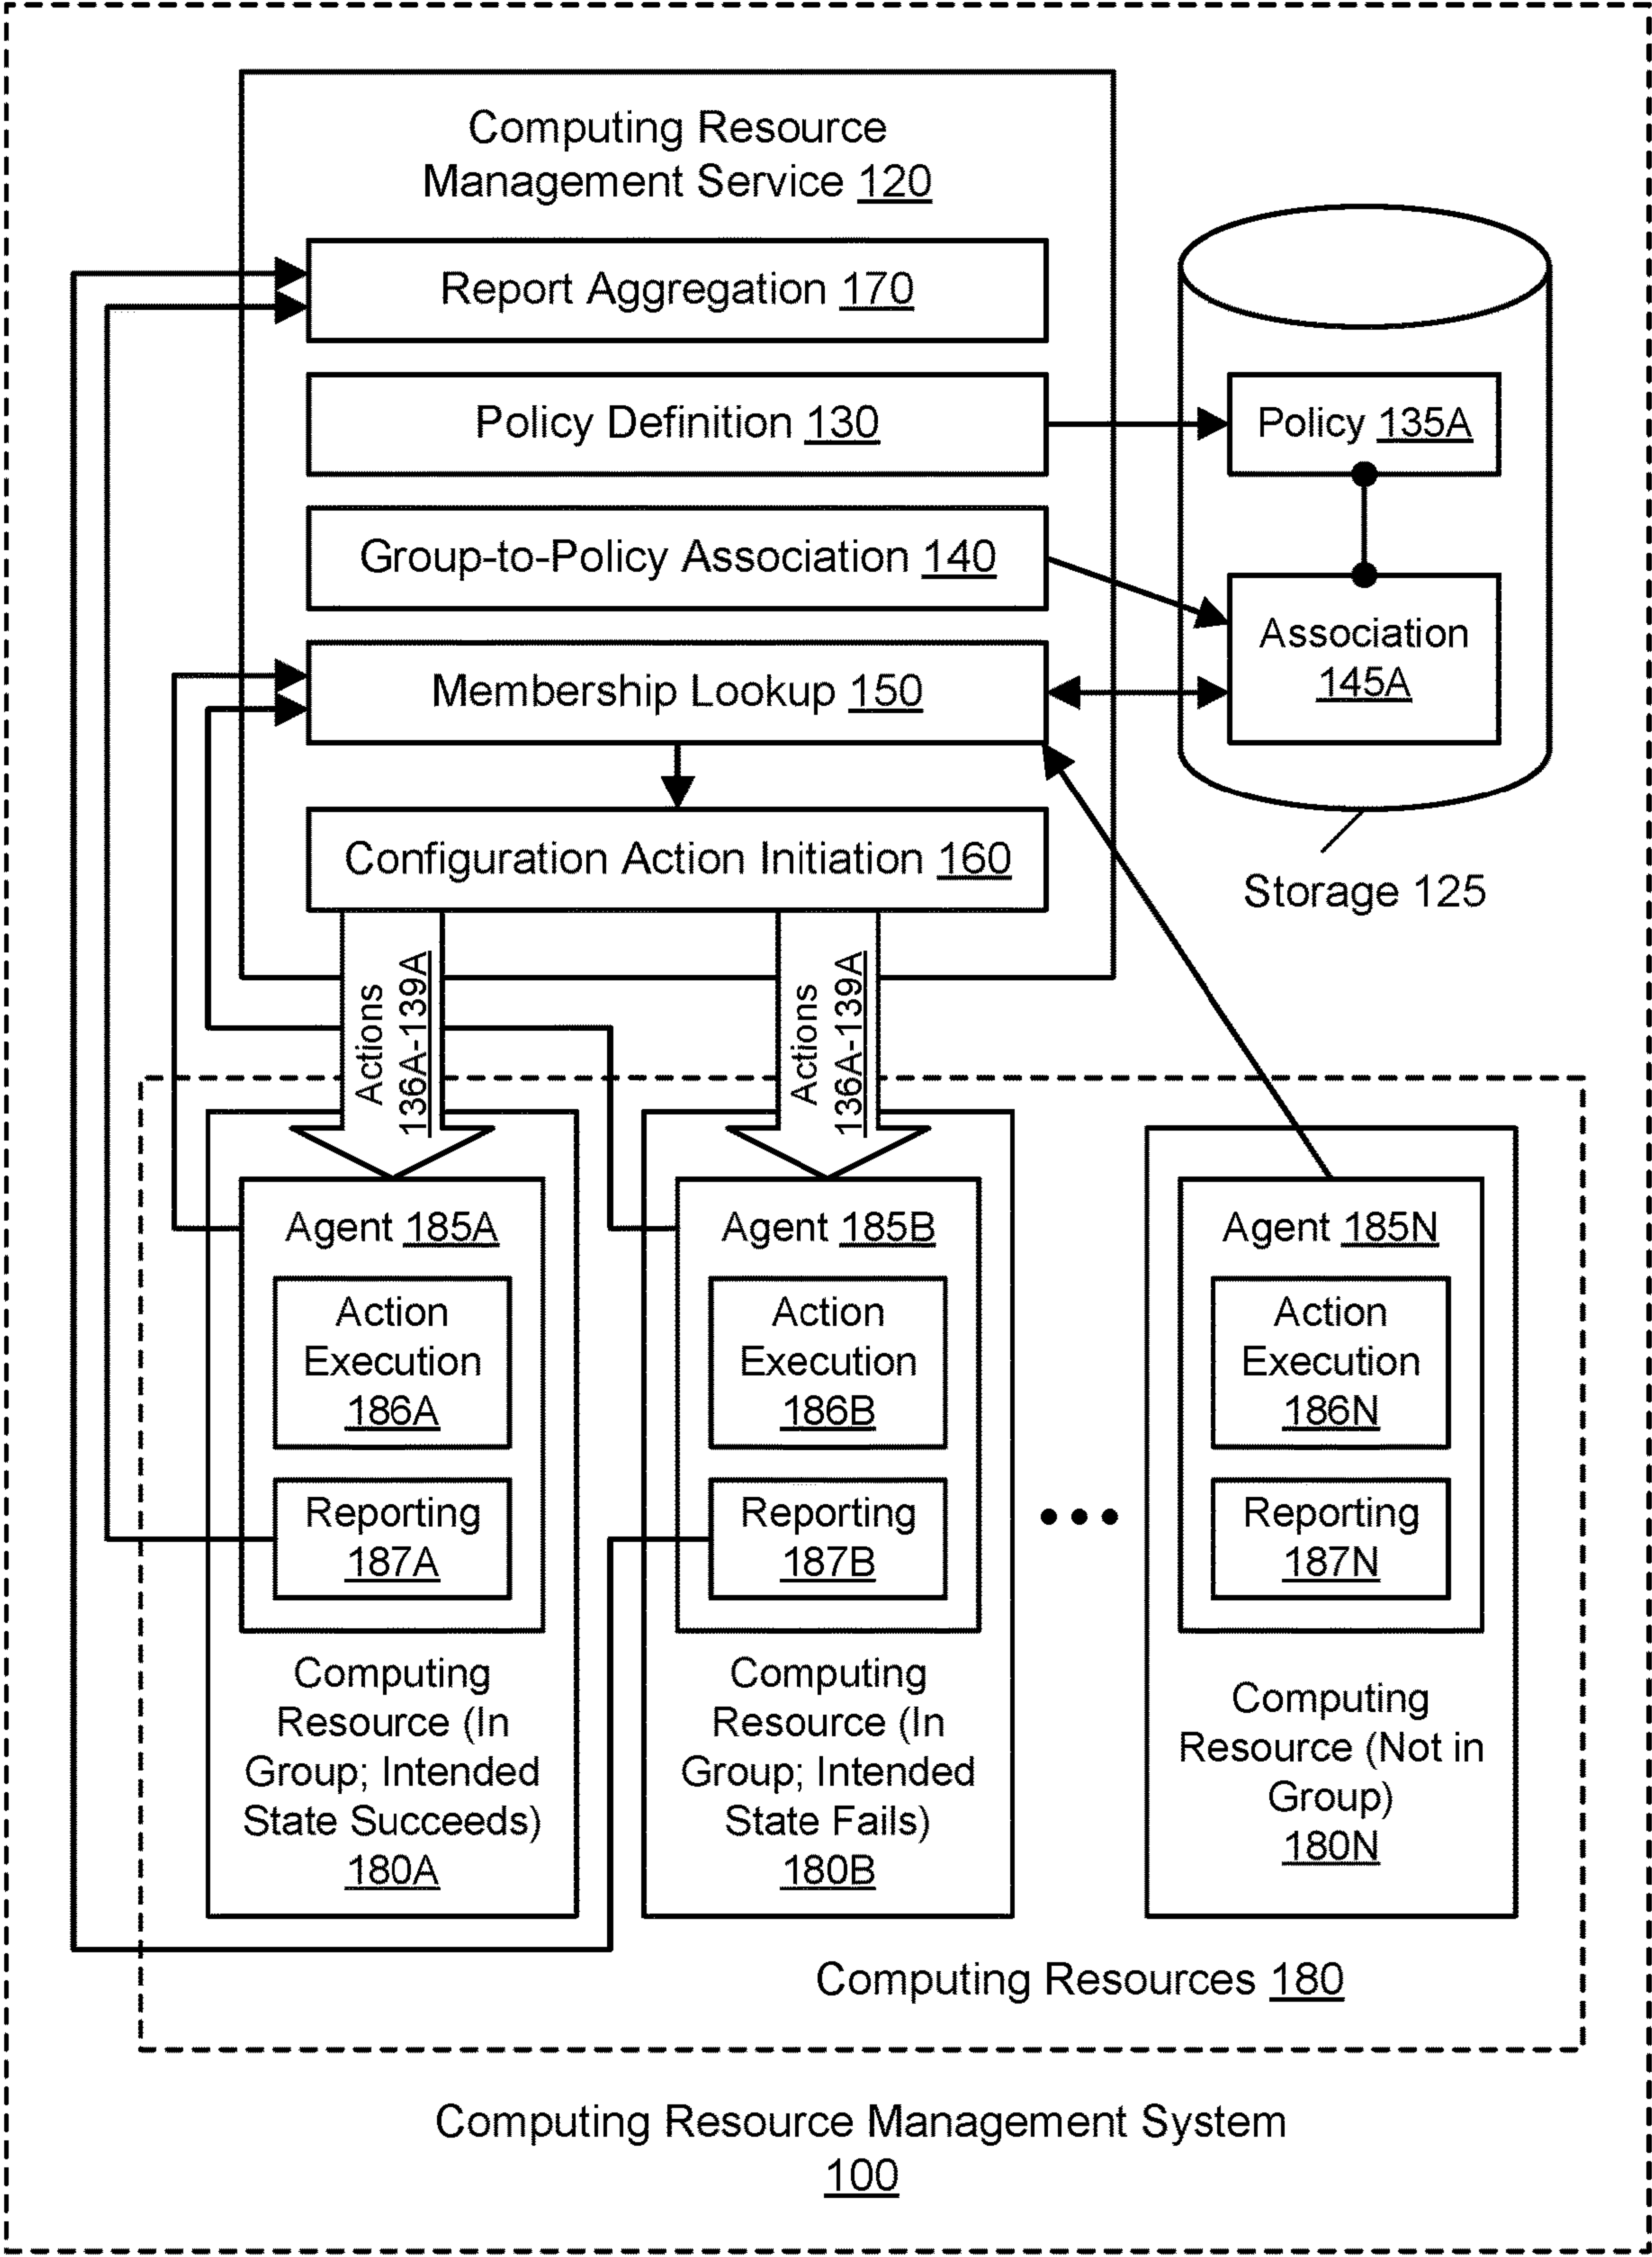 Computing Resource
Management Service 120
Report Aggregation 170
Policy Definition 130
Policy 135A
Group-to-Policy Association 140
Association
145A
Membership Lookup 150
Configuration Action Initiation 160
Storage 125
Actions
136A-139A
Actions
136A-139A
Agent 185A
Action
Execution
186A
Reporting
187A
Computing
Resource (In
Group; Intended
State Succeeds)
180A
Agent 185B
Action
Execution
186B
Reporting
187B
Computing
Resource (In
Group; Intended
State Fails)
180B
Agent 185N
Action
Execution
186N
Reporting
187N
Computing
Resource (Not in
Group)
180N
Computing Resources 180
Computing Resource Management System
100